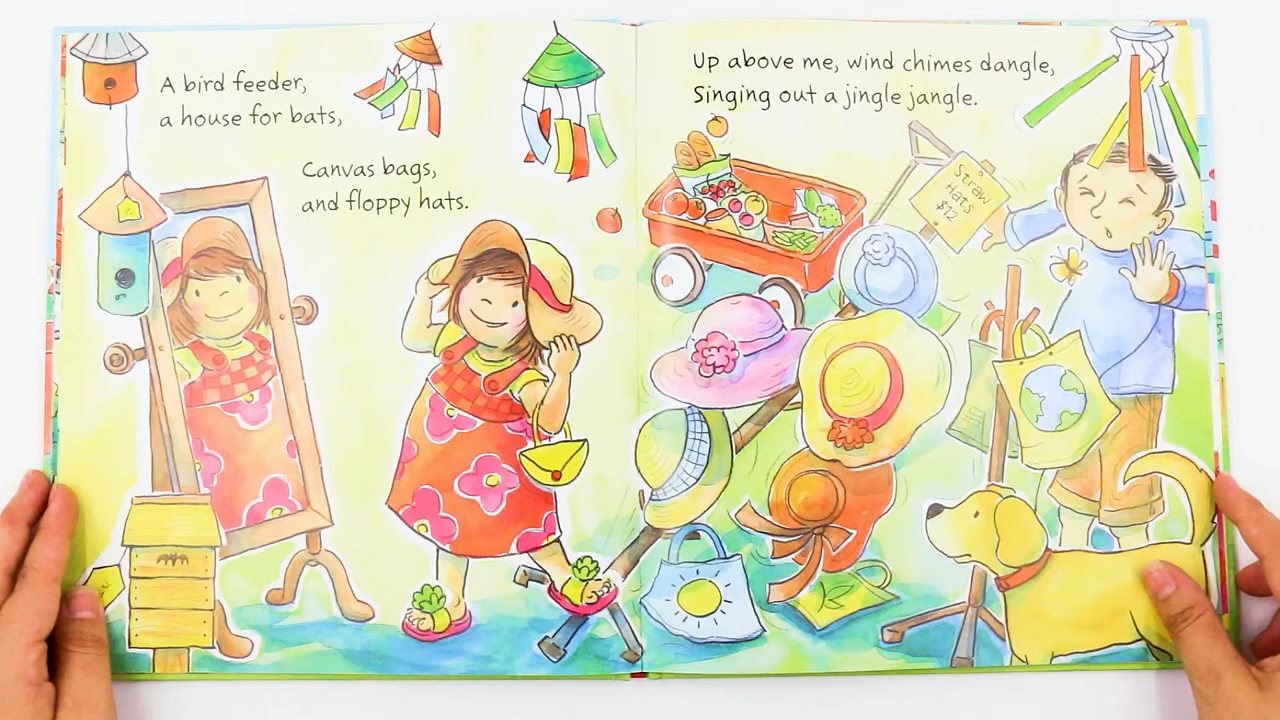 A bird feeder,
a house for bats,
Canvas bags,
and floppy hats.
Up above me, wind chimes dangle,
Singing out a jingle jangle.
Straw
Hats
$12